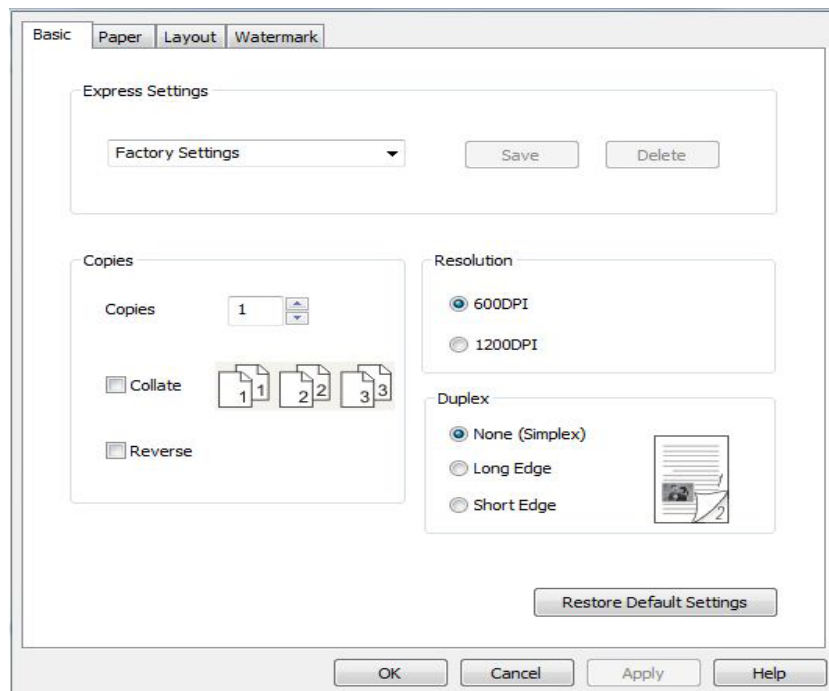 Basic Paper Layout Watermark
Express Settings
Factory Settings Save Delete
Copies
Copies 1
Collate 1 1 2 2 3 3
Reverse
Resolution
600DPI
1200DPI
Duplex
None (Simplex)
Long Edge
Short Edge
1
2
Restore Default Settings
OK Cancel Apply Help